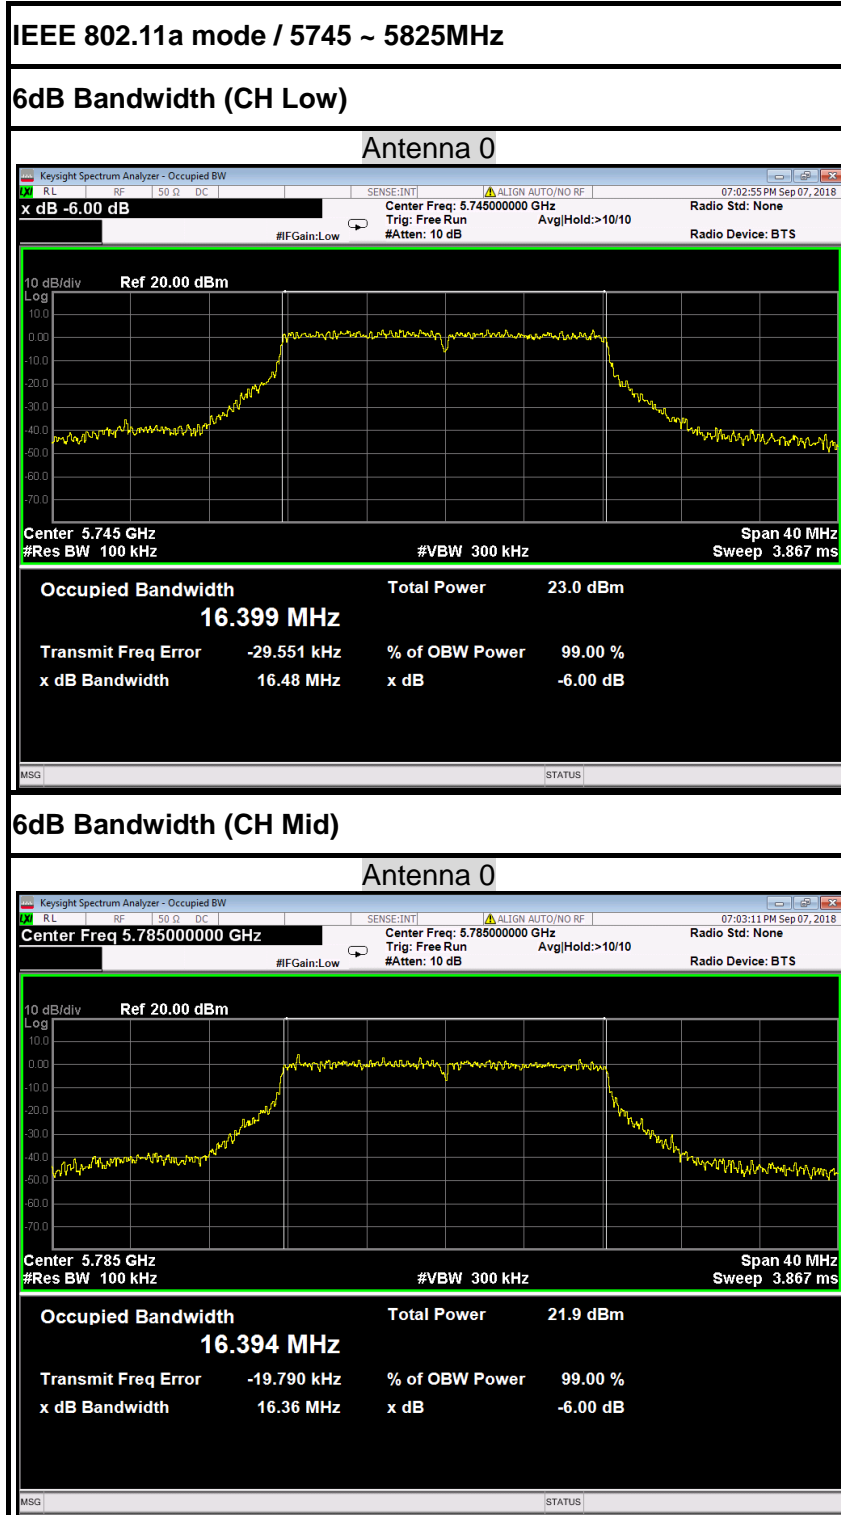 IEEE 802.11a mode / 5745 ~ 5825MHz
6dB Bandwidth (CH Low)
Antenna 0
Keysight Spectrum Analyzer - Occupied BW
LXI RL RF 50 Ω DC SENSE:INT ALIGN AUTO/NO RF 07:02:55 PM Sep 07, 2018
x dB -6.00 dB Center Freq: 5.745000000 GHz Radio Std: None
Trig: Free Run Avg|Hold:>10/10
#IFGain:Low #Atten: 10 dB Radio Device: BTS
10 dB/div Ref 20.00 dBm
Log
10.0
0.00
-10.0
-20.0
-30.0
-40.0
-50.0
-60.0
-70.0
Center 5.745 GHz Span 40 MHz
#Res BW 100 kHz #VBW 300 kHz Sweep 3.867 ms
Occupied Bandwidth Total Power 23.0 dBm
16.399 MHz
Transmit Freq Error -29.551 kHz % of OBW Power 99.00 %
x dB Bandwidth 16.48 MHz x dB -6.00 dB
MSG STATUS
6dB Bandwidth (CH Mid)
Antenna 0
Keysight Spectrum Analyzer - Occupied BW
LXI RL RF 50 Ω DC SENSE:INT ALIGN AUTO/NO RF 07:03:11 PM Sep 07, 2018
Center Freq 5.785000000 GHz Center Freq: 5.785000000 GHz Radio Std: None
Trig: Free Run Avg|Hold:>10/10
#IFGain:Low #Atten: 10 dB Radio Device: BTS
10 dB/div Ref 20.00 dBm
Log
10.0
0.00
-10.0
-20.0
-30.0
-40.0
-50.0
-60.0
-70.0
Center 5.785 GHz Span 40 MHz
#Res BW 100 kHz #VBW 300 kHz Sweep 3.867 ms
Occupied Bandwidth Total Power 21.9 dBm
16.394 MHz
Transmit Freq Error -19.790 kHz % of OBW Power 99.00 %
x dB Bandwidth 16.36 MHz x dB -6.00 dB
MSG STATUS